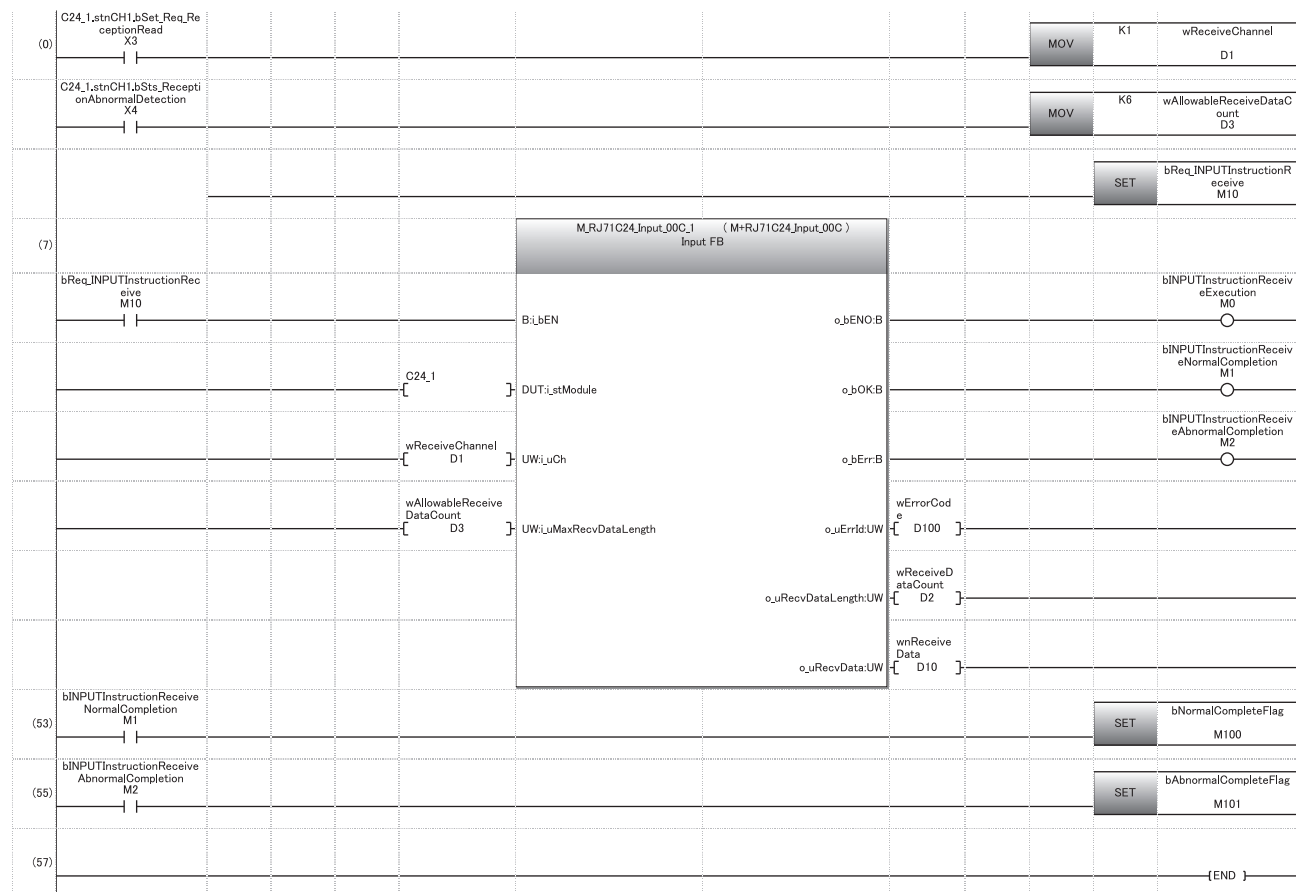 C24_1.stnCH1.bSet_Req_Re
ceptionRead
X3
(0)
MOV
K1
wReceiveChannel
D1
C24_1.stnCH1.bSts_Recepti
onAbnormalDetection
X4
MOV
K6
wAllowableReceiveDataC
ount
D3
SET
bReq_INPUTInstructionR
eceive
M10
(7)
M_RJ71C24_Input_00C_1 ( M+RJ71C24_Input_00C )
Input FB
bReq_INPUTInstructionRec
eive
M10
B:i_bEN
o_bENO:B
bINPUTInstructionReceiv
eExecution
M0
C24_1
DUT:i_stModule
o_bOK:B
bINPUTInstructionReceiv
eNormalCompletion
M1
wReceiveChannel
D1
UW:i_uCh
o_bErr:B
bINPUTInstructionReceiv
eAbnormalCompletion
M2
wAllowableReceive
DataCount
D3
UW:i_uMaxRecvDataLength
o_uErrId:UW
wErrorCod
e
D100
o_uRecvDataLength:UW
wReceiveD
ataCount
D2
o_uRecvData:UW
wnReceive
Data
D10
bINPUTInstructionReceive
NormalCompletion
M1
(53)
SET
bNormalCompleteFlag
M100
bINPUTInstructionReceive
AbnormalCompletion
M2
(55)
SET
bAbnormalCompleteFlag
M101
(57)
END